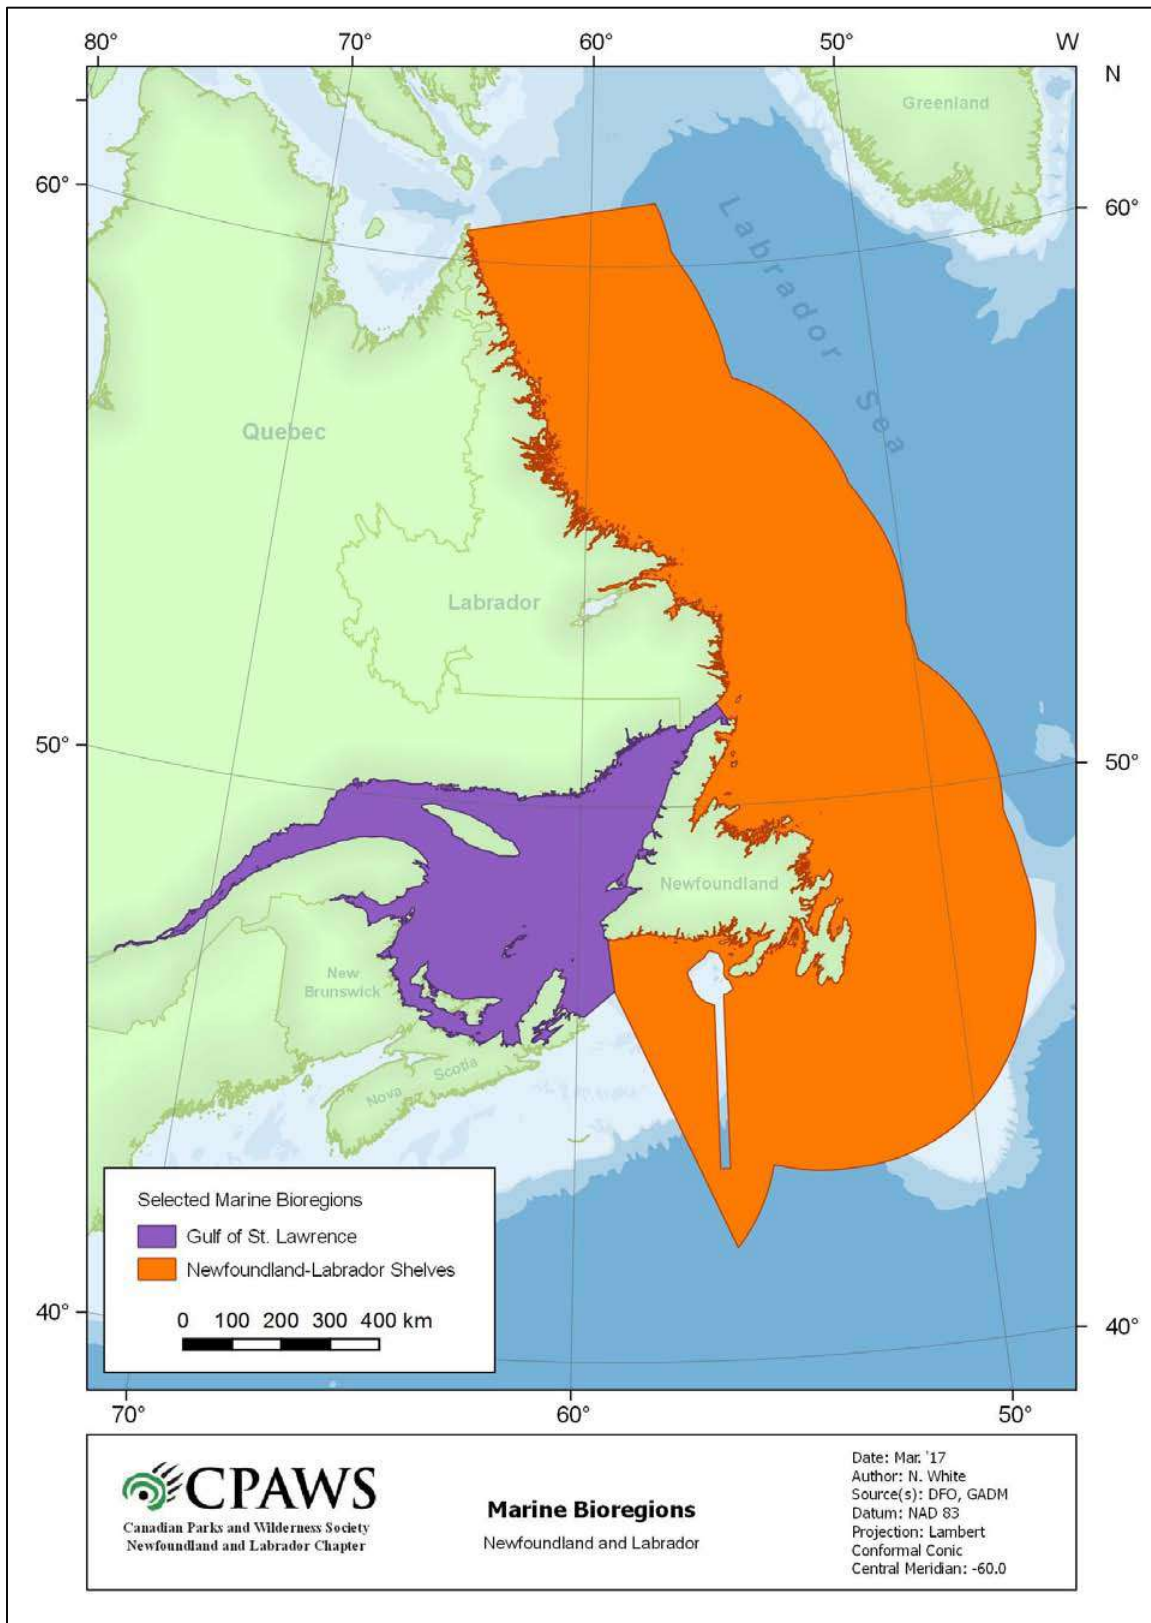 80° 70° 60° 50° W
N
Greenland
60°
60°
Labrador Sea
Quebec
Labrador
50°
50°
Newfoundland
New
Brunswick
Nova Scotia
Selected Marine Bioregions
Gulf of St. Lawrence
Newfoundland-Labrador Shelves
0 100 200 300 400 km
40°
40°
70° 60° 50°
CPAWS
Canadian Parks and Wilderness Society
Newfoundland and Labrador Chapter
Marine Bioregions
Newfoundland and Labrador
Date: Mar. '17
Author: N. White
Source(s): DFO, GADM
Datum: NAD 83
Projection: Lambert
Conformal Conic
Central Meridian: -60.0